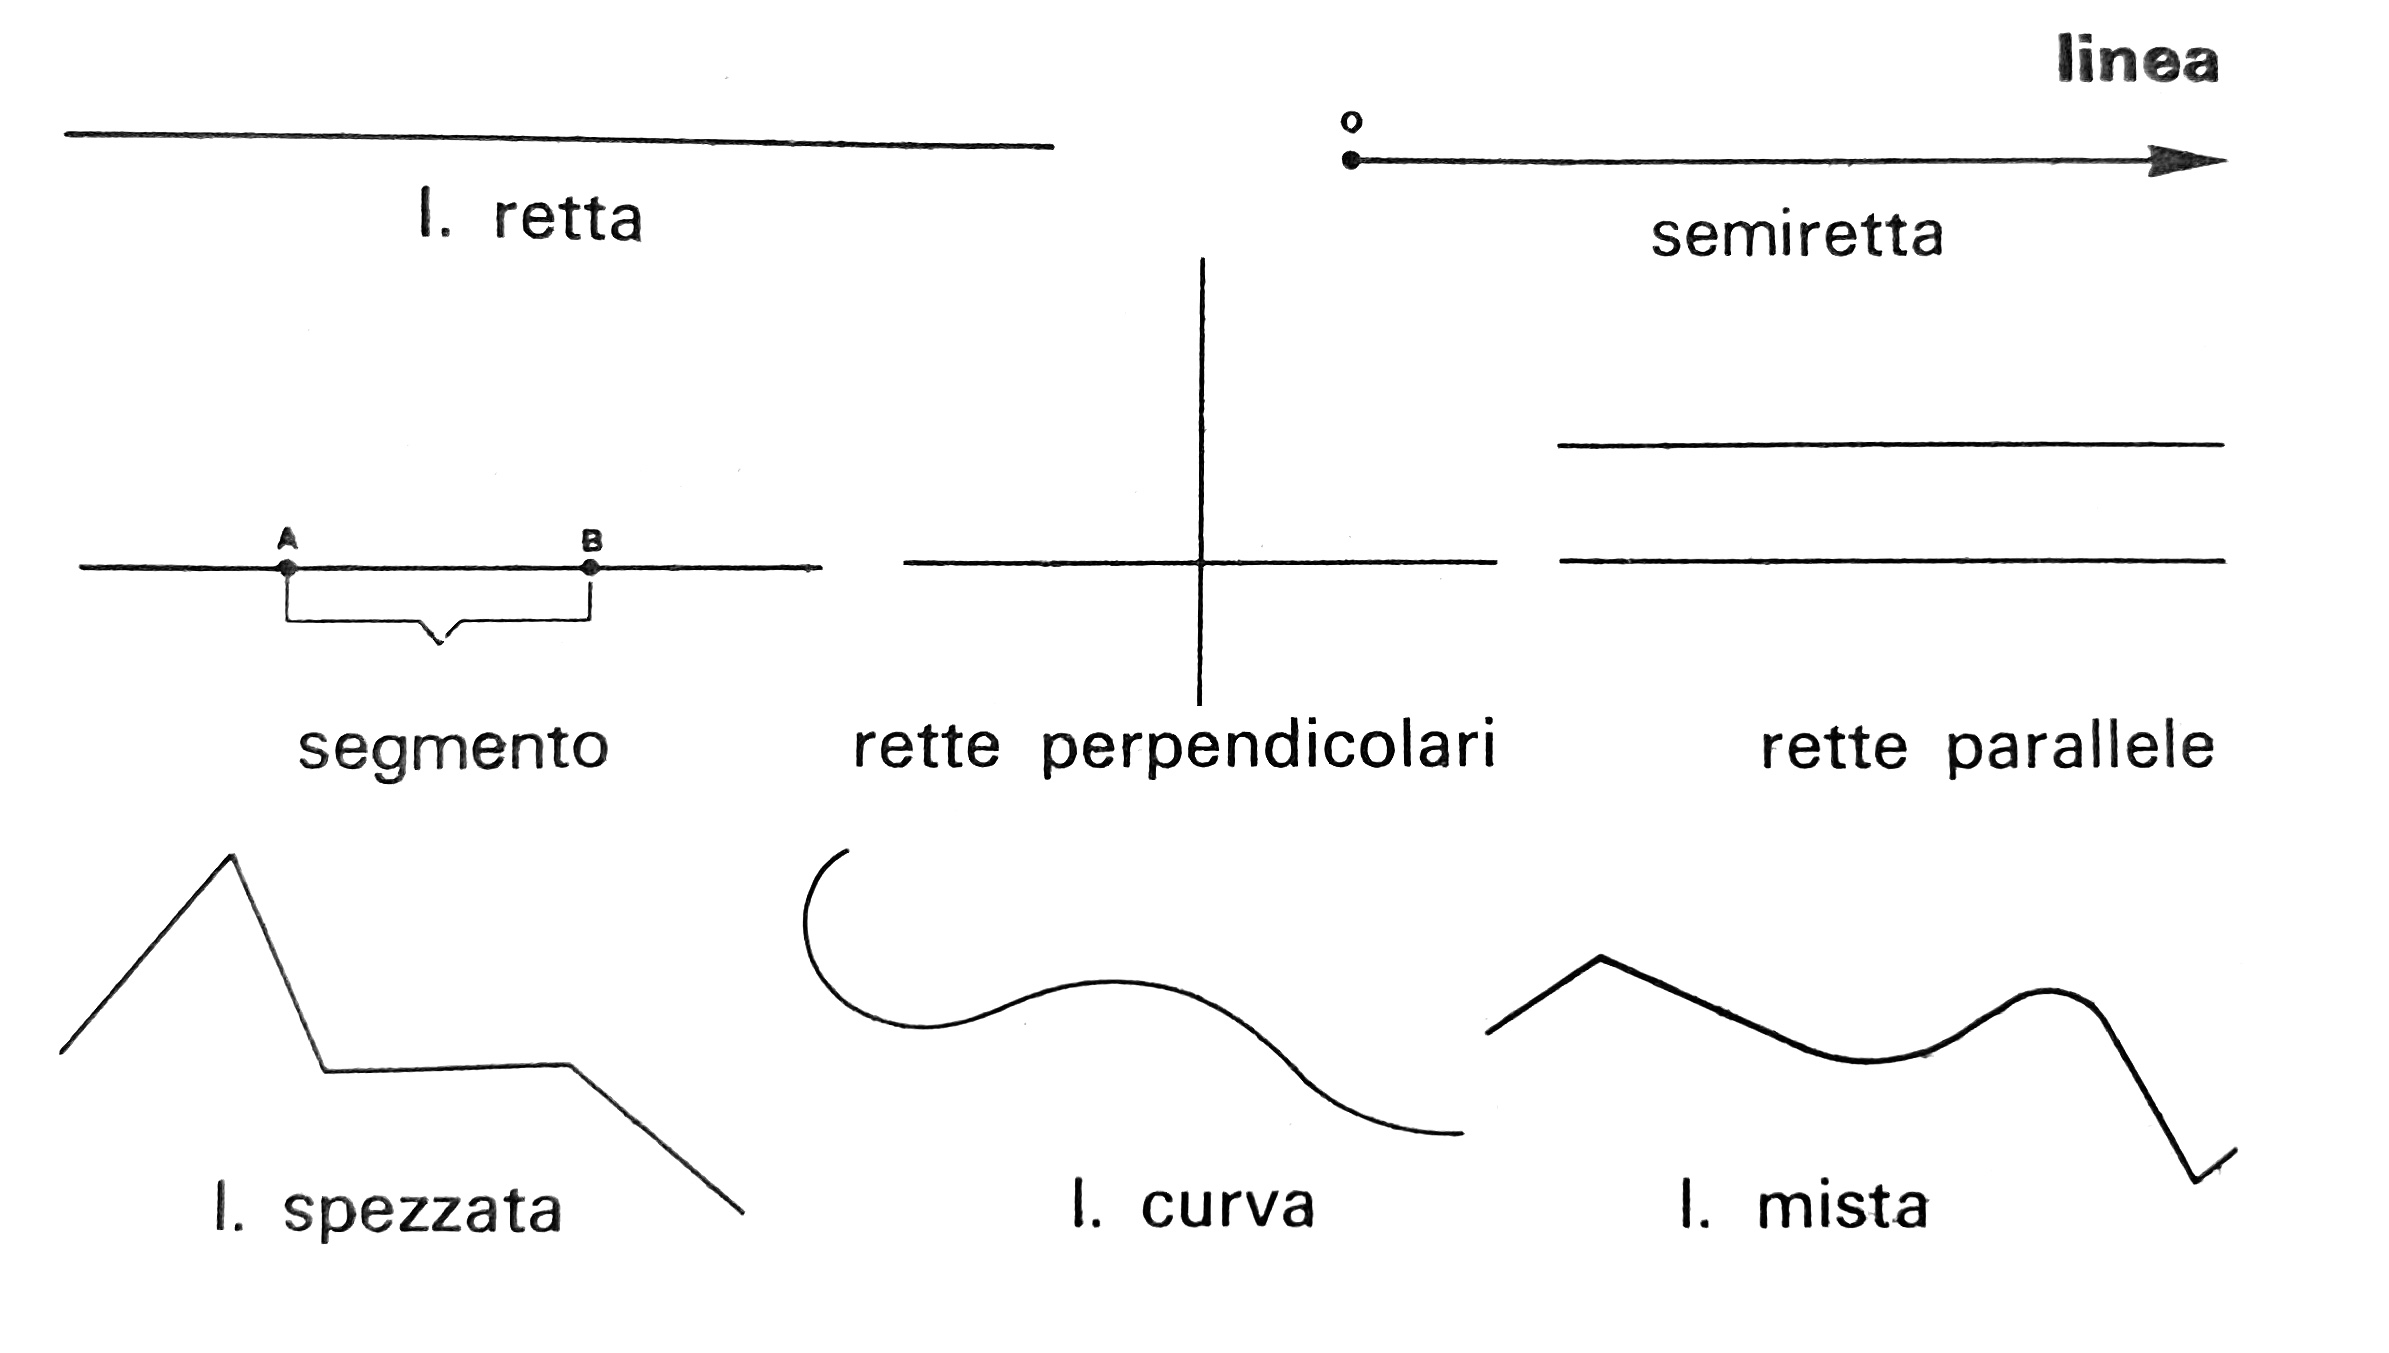 linea
l. retta
o
semiretta
A B
segmento
rette perpendicolari
rette parallele
l. spezzata
l. curva
l. mista